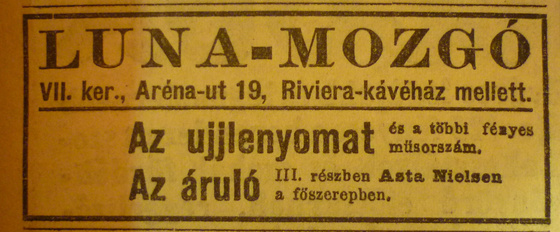 LUNA-MOZGÓ
VII. ker., Aréna-ut 19, Riviera-kávéház mellett.
Az ujjlenyomat és a többi fényes
müsorszám.
Az áruló III. részben Asta Nielsen
a főszerepben.